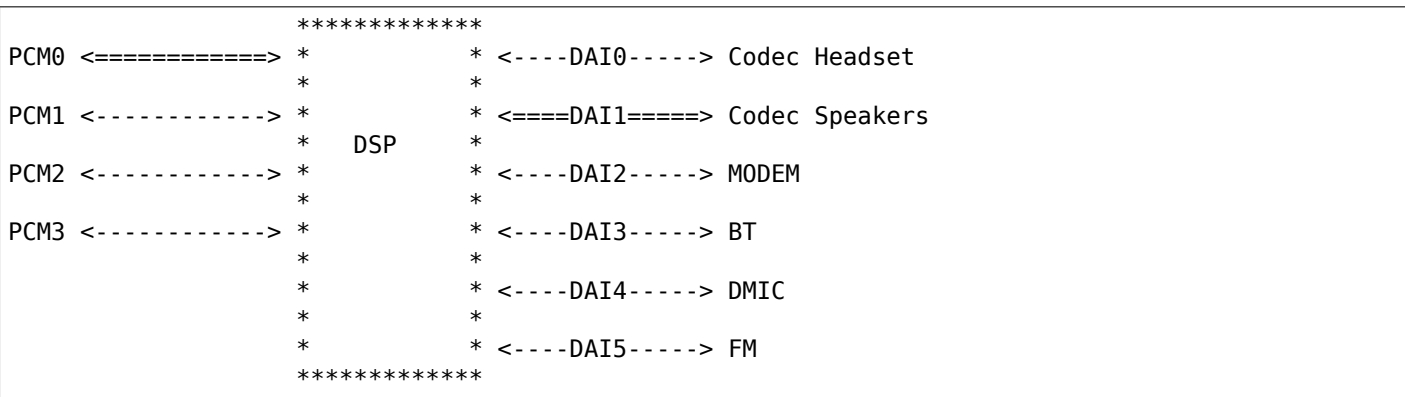 *************
PCM0 <============> *           * <----DAI0-----> Codec Headset
                    *           *
PCM1 <------------> *           * <====DAI1=====> Codec Speakers
                    *   DSP     *
PCM2 <------------> *           * <----DAI2-----> MODEM
                    *           *
PCM3 <------------> *           * <----DAI3-----> BT
                    *           *
                    *           * <----DAI4-----> DMIC
                    *           *
                    *           * <----DAI5-----> FM
                    *************